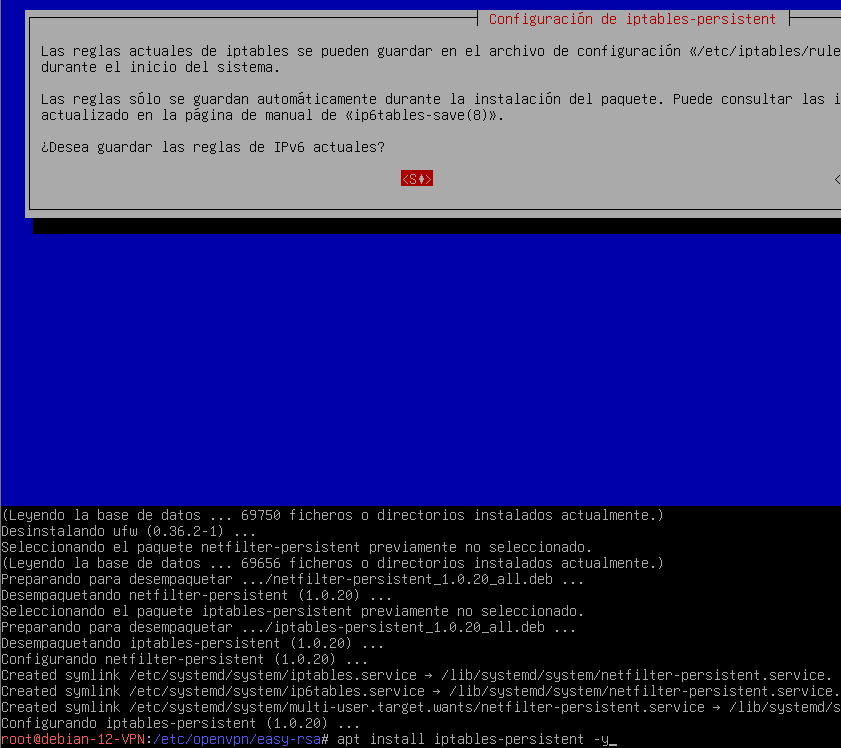 Configuración de iptables-persistent
Las reglas actuales de iptables se pueden guardar en el archivo de configuración «/etc/iptables/rule
durante el inicio del sistema.
Las reglas sólo se guardan automáticamente durante la instalación del paquete. Puede consultar las i
actualizado en la página de manual de «ip6tables-save(8)».
¿Desea guardar las reglas de IPv6 actuales?
<S♦> <
(Leyendo la base de datos ... 69750 ficheros o directorios instalados actualmente.)
Desinstalando ufw (0.36.2-1) ...
Seleccionando el paquete netfilter-persistent previamente no seleccionado.
(Leyendo la base de datos ... 69656 ficheros o directorios instalados actualmente.)
Preparando para desempaquetar .../netfilter-persistent_1.0.20_all.deb ...
Desempaquetando netfilter-persistent (1.0.20) ...
Seleccionando el paquete iptables-persistent previamente no seleccionado.
Preparando para desempaquetar .../iptables-persistent_1.0.20_all.deb ...
Desempaquetando iptables-persistent (1.0.20) ...
Configurando netfilter-persistent (1.0.20) ...
Created symlink /etc/systemd/system/iptables.service → /lib/systemd/system/netfilter-persistent.service.
Created symlink /etc/systemd/system/ip6tables.service → /lib/systemd/system/netfilter-persistent.service.
Created symlink /etc/systemd/system/multi-user.target.wants/netfilter-persistent.service → /lib/systemd/s
Configurando iptables-persistent (1.0.20) ...
root@debian-12-VPN:/etc/openvpn/easy-rsa# apt install iptables-persistent -y_